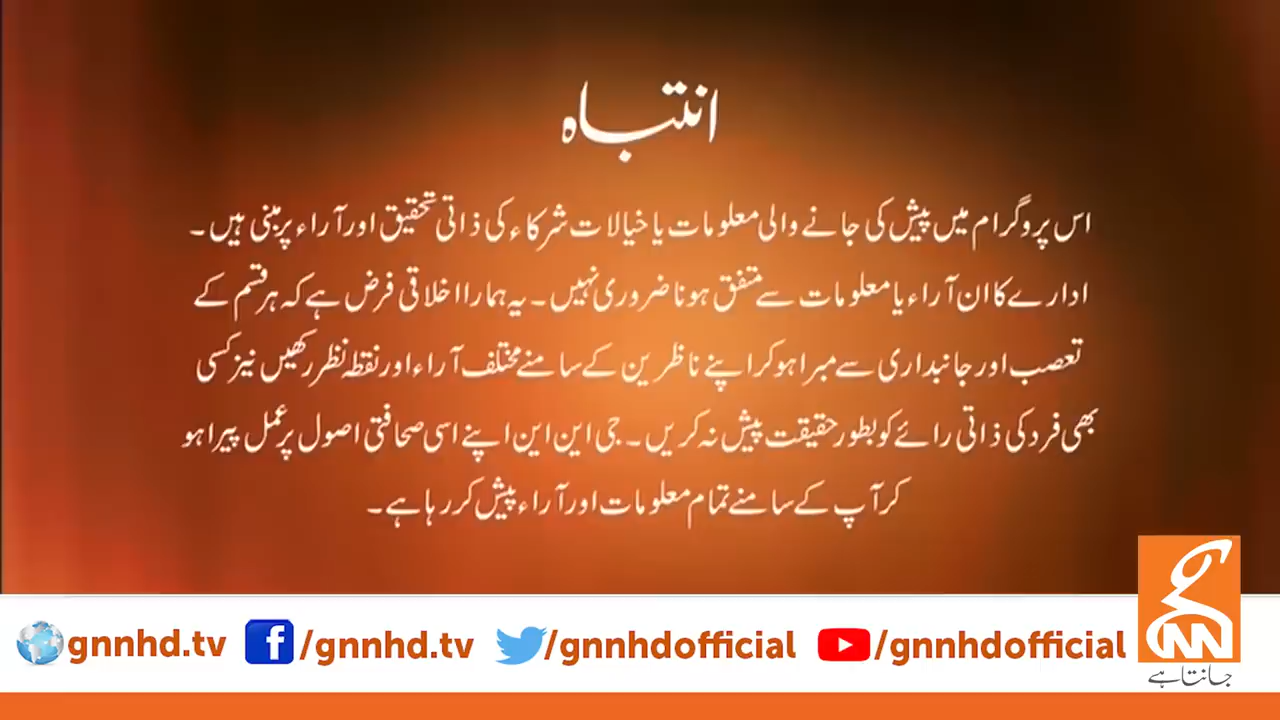 انتباہ
اس پروگرام میں پیش کی جانے والی معلومات یا خیالات شرکاء کی ذاتی تحقیق اور آراء پر مبنی ہیں۔
ادارے کا ان آراء یا معلومات سے متفق ہونا ضروری نہیں۔ یہ ہمارا اخلاقی فرض ہے کہ ہر قسم کے
تعصب اور جانبداری سے مبرا ہو کر اپنے ناظرین کے سامنے مختلف آراء اور نقطہ نظر رکھیں نیز کسی
بھی فرد کی ذاتی رائے کو بطور حقیقت پیش نہ کریں۔ جی این این اپنے اسی صحافتی اصول پر عمل پیرا ہو
کر آپ کے سامنے تمام معلومات اور آراء پیش کر رہا ہے۔
gnnhd.tv /gnnhd.tv /gnnhdofficial /gnnhdofficial
GNN
جانتا ہے